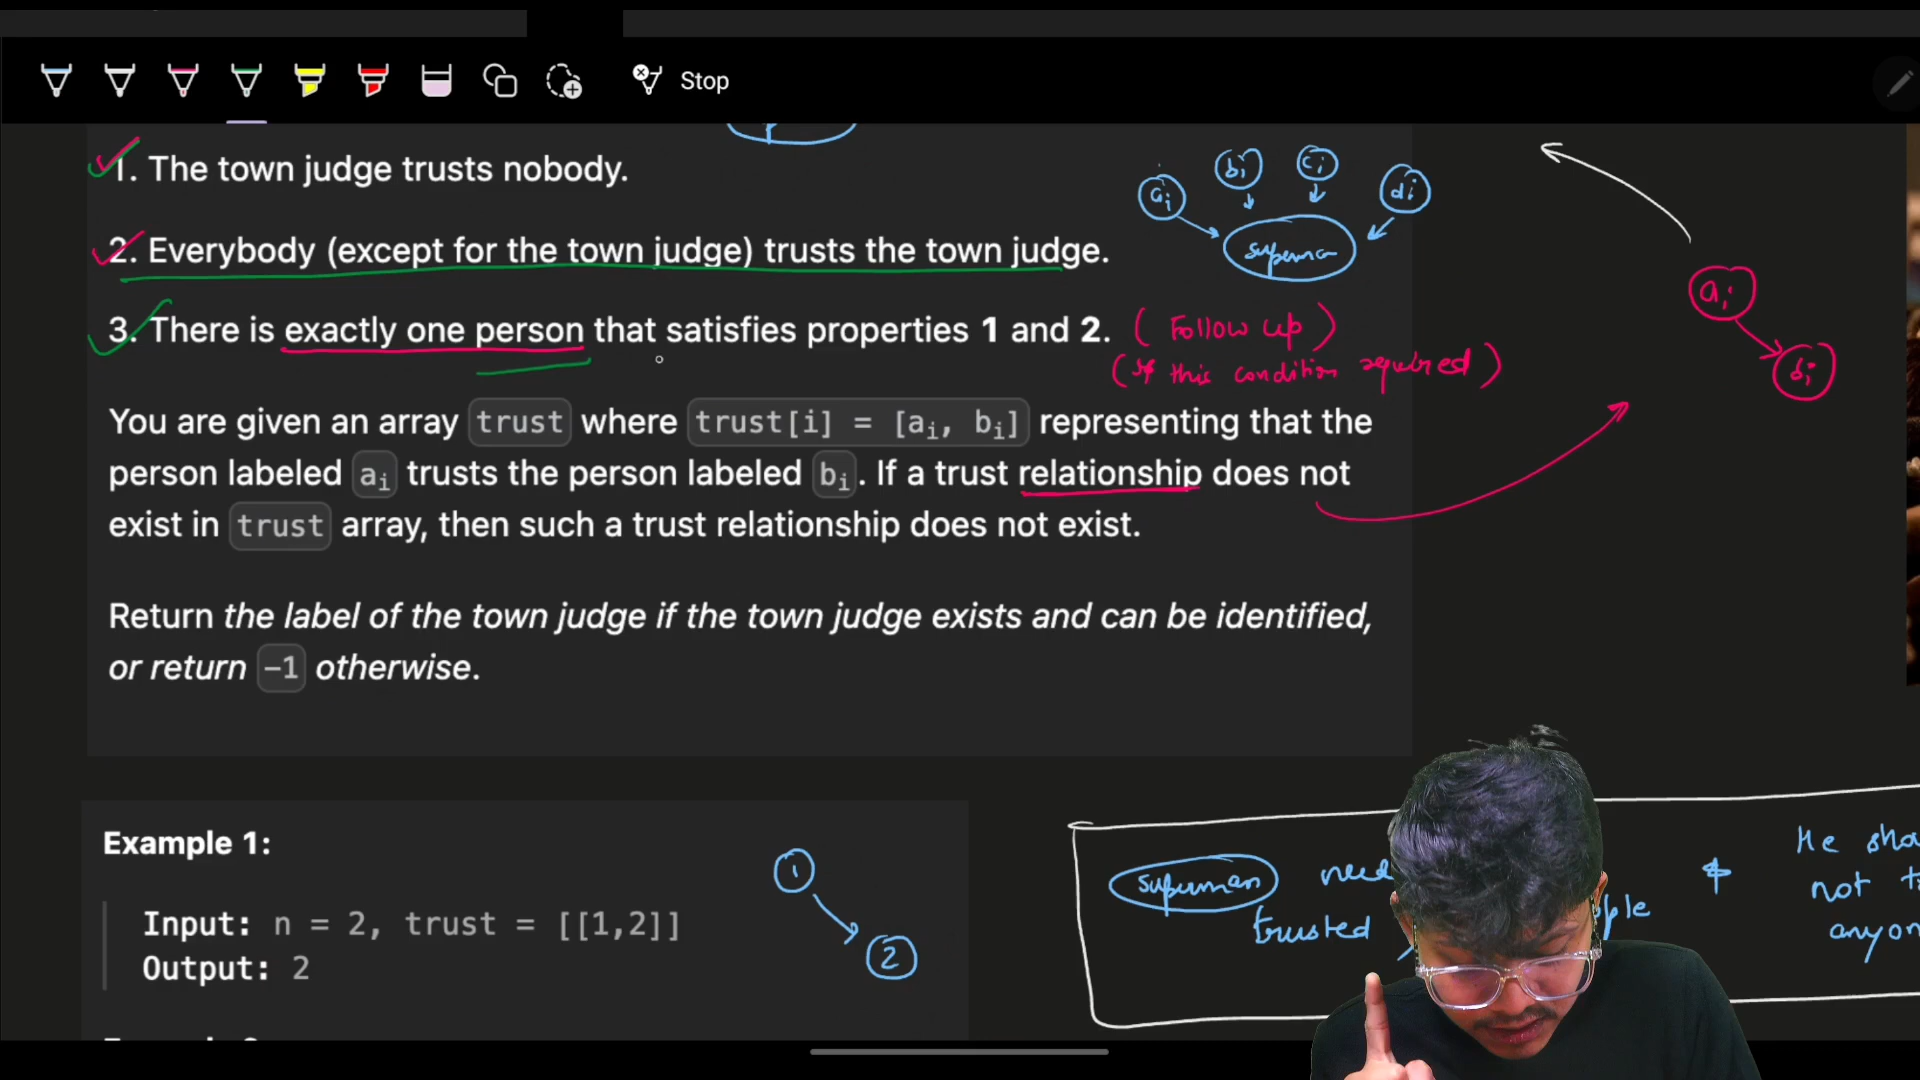 Stop
1. The town judge trusts nobody.
ai
bi
ci
di
superman
2. Everybody (except for the town judge) trusts the town judge.
3. There is exactly one person that satisfies properties 1 and 2.
(Follow up)
(If this condition required)
ai
bi
You are given an array trust where trust[i] = [ai, bi] representing that the
person labeled ai trusts the person labeled bi. If a trust relationship does not
exist in trust array, then such a trust relationship does not exist.
Return the label of the town judge if the town judge exists and can be identified,
or return -1 otherwise.
Example 1:
Input: n = 2, trust = [[1,2]]
Output: 2
1
2
superman need
trusted
He
not